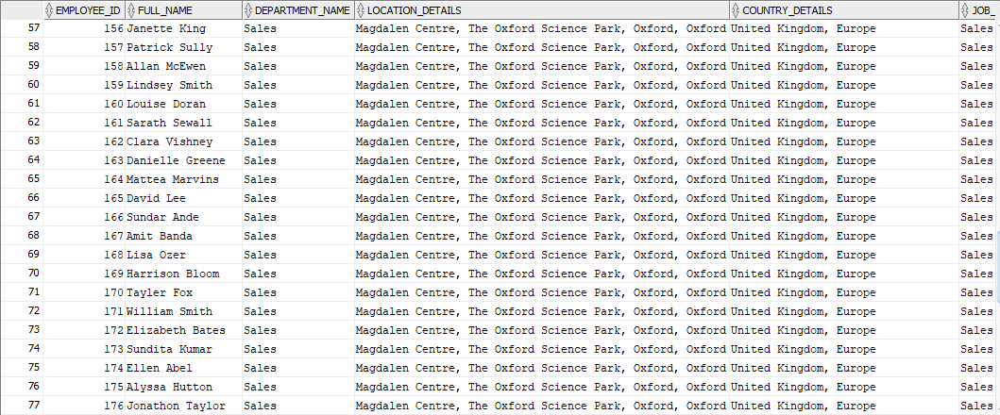 EMPLOYEE_ID FULL_NAME DEPARTMENT_NAME LOCATION_DETAILS COUNTRY_DETAILS JOB_
57 156 Janette King Sales Magdalen Centre, The Oxford Science Park, Oxford, Oxford United Kingdom, Europe Sales
58 157 Patrick Sully Sales Magdalen Centre, The Oxford Science Park, Oxford, Oxford United Kingdom, Europe Sales
59 158 Allan McEwen Sales Magdalen Centre, The Oxford Science Park, Oxford, Oxford United Kingdom, Europe Sales
60 159 Lindsey Smith Sales Magdalen Centre, The Oxford Science Park, Oxford, Oxford United Kingdom, Europe Sales
61 160 Louise Doran Sales Magdalen Centre, The Oxford Science Park, Oxford, Oxford United Kingdom, Europe Sales
62 161 Sarath Sewall Sales Magdalen Centre, The Oxford Science Park, Oxford, Oxford United Kingdom, Europe Sales
63 162 Clara Vishney Sales Magdalen Centre, The Oxford Science Park, Oxford, Oxford United Kingdom, Europe Sales
64 163 Danielle Greene Sales Magdalen Centre, The Oxford Science Park, Oxford, Oxford United Kingdom, Europe Sales
65 164 Mattea Marvins Sales Magdalen Centre, The Oxford Science Park, Oxford, Oxford United Kingdom, Europe Sales
66 165 David Lee Sales Magdalen Centre, The Oxford Science Park, Oxford, Oxford United Kingdom, Europe Sales
67 166 Sundar Ande Sales Magdalen Centre, The Oxford Science Park, Oxford, Oxford United Kingdom, Europe Sales
68 167 Amit Banda Sales Magdalen Centre, The Oxford Science Park, Oxford, Oxford United Kingdom, Europe Sales
69 168 Lisa Ozer Sales Magdalen Centre, The Oxford Science Park, Oxford, Oxford United Kingdom, Europe Sales
70 169 Harrison Bloom Sales Magdalen Centre, The Oxford Science Park, Oxford, Oxford United Kingdom, Europe Sales
71 170 Tayler Fox Sales Magdalen Centre, The Oxford Science Park, Oxford, Oxford United Kingdom, Europe Sales
72 171 William Smith Sales Magdalen Centre, The Oxford Science Park, Oxford, Oxford United Kingdom, Europe Sales
73 172 Elizabeth Bates Sales Magdalen Centre, The Oxford Science Park, Oxford, Oxford United Kingdom, Europe Sales
74 173 Sundita Kumar Sales Magdalen Centre, The Oxford Science Park, Oxford, Oxford United Kingdom, Europe Sales
75 174 Ellen Abel Sales Magdalen Centre, The Oxford Science Park, Oxford, Oxford United Kingdom, Europe Sales
76 175 Alyssa Hutton Sales Magdalen Centre, The Oxford Science Park, Oxford, Oxford United Kingdom, Europe Sales
77 176 Jonathon Taylor Sales Magdalen Centre, The Oxford Science Park, Oxford, Oxford United Kingdom, Europe Sales